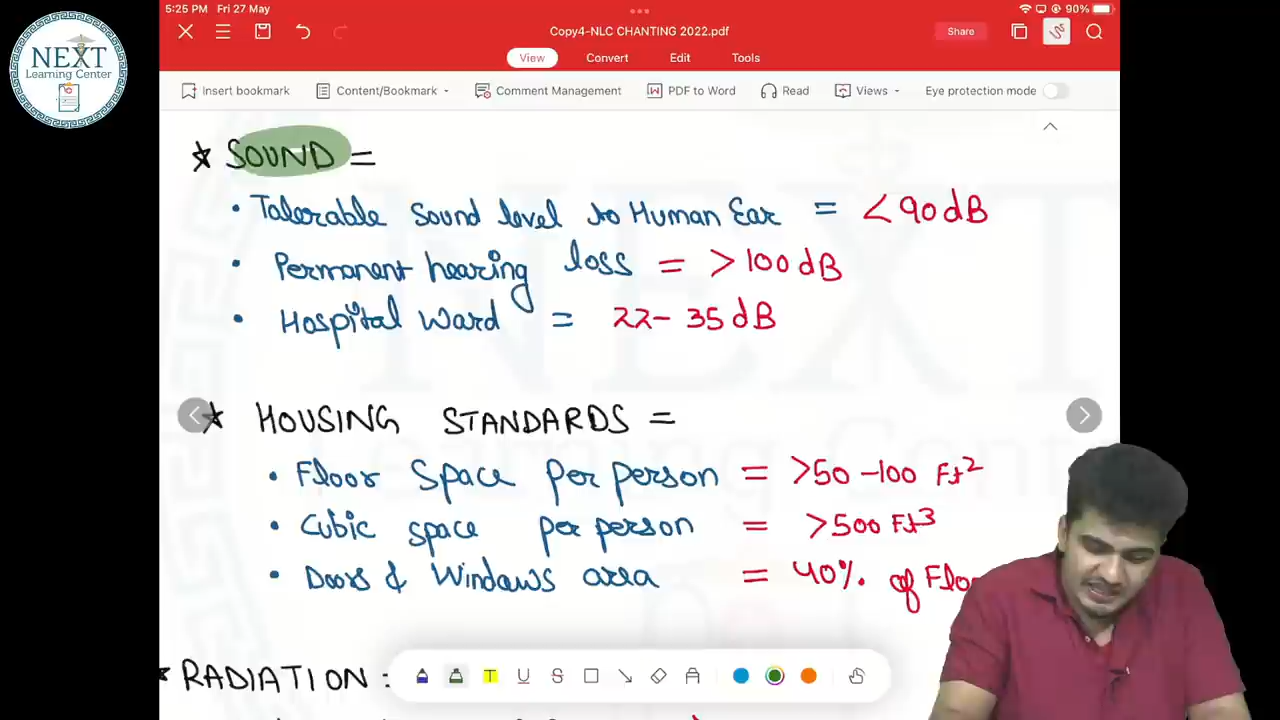 5:25 PM Fri 27 May
90%
NEXT
Learning Center
Copy4-NLC CHANTING 2022.pdf
Share
View Convert Edit Tools
Insert bookmark Content/Bookmark Comment Management PDF to Word Read Views Eye protection mode
★ SOUND =
• Talerable Sound level to Human Ear = <90 dB
• Permanant hearing loss = >100 dB
• Hospital Ward = 22-35 dB
★ HOUSING STANDARDS =
• Floor Space Per person = >50-100 Ft²
• Cubic space per person = >500 Ft³
• Doors & Windows area = 40% of Floo
★ RADIATION :
T U S A